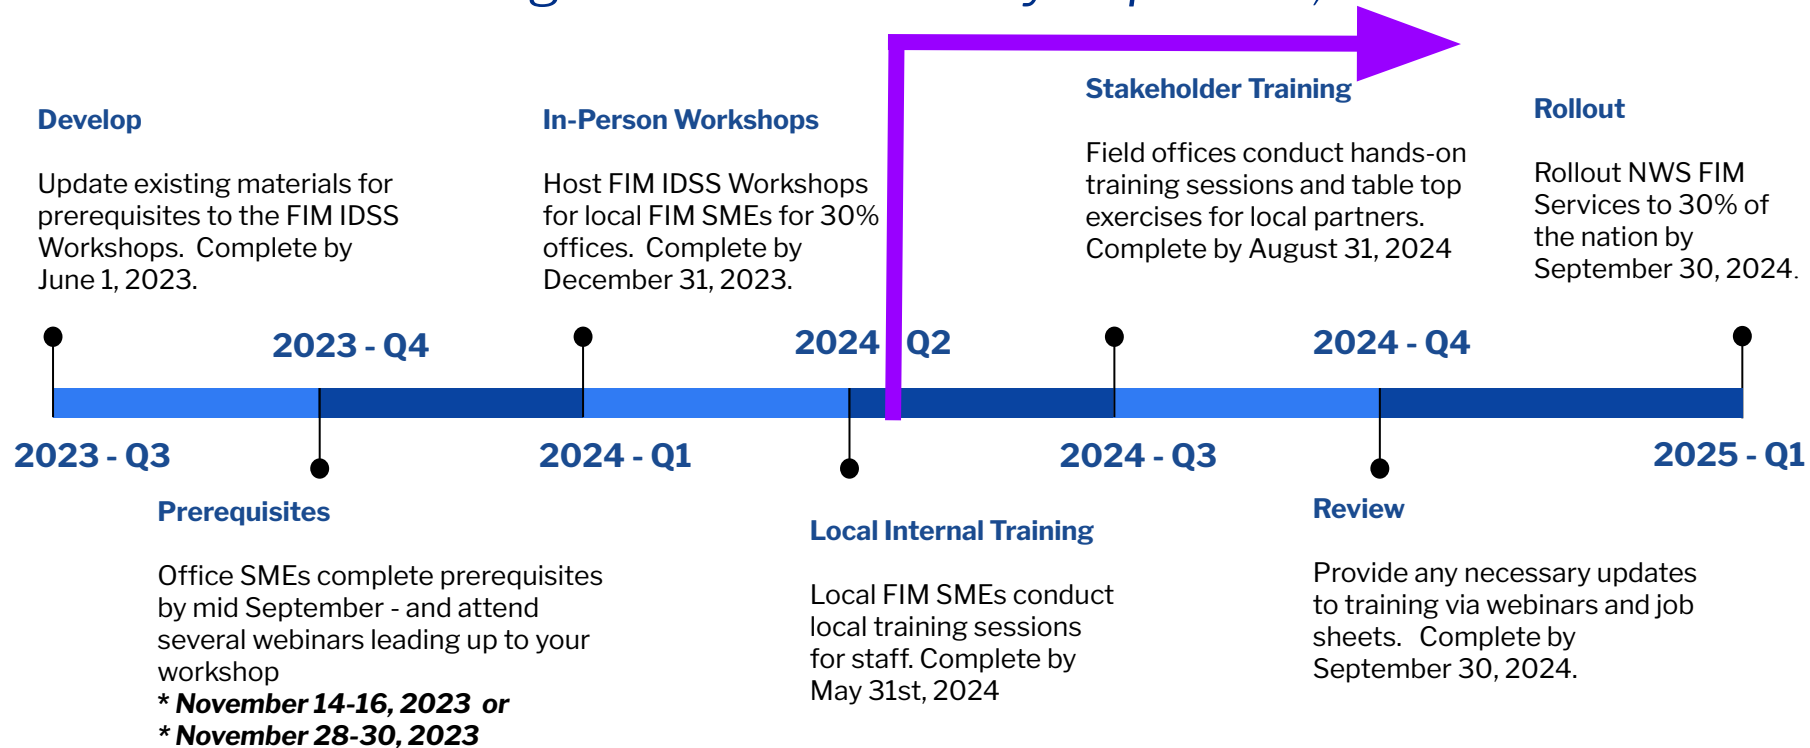 Develop
Update existing materials for
prerequisites to the FIM IDSS
Workshops.  Complete by
June 1, 2023.
In-Person Workshops
Host FIM IDSS Workshops
for local FIM SMEs for 30%
offices.  Complete by
December 31, 2023.
Stakeholder Training
Field offices conduct hands-on
training sessions and table top
exercises for local partners.
Complete by August 31, 2024
Rollout
Rollout NWS FIM
Services to 30% of
the nation by
September 30, 2024.
2023 - Q4
2024 Q2
2024 - Q4
2023 - Q3
2024 - Q1
2024 - Q3
2025 - Q1
Prerequisites
Office SMEs complete prerequisites
by mid September - and attend
several webinars leading up to your
workshop
* November 14-16, 2023  or
* November 28-30, 2023
Local Internal Training
Local FIM SMEs conduct
local training sessions
for staff. Complete by
May 31st, 2024
Review
Provide any necessary updates
to training via webinars and job
sheets.   Complete by
September 30, 2024.